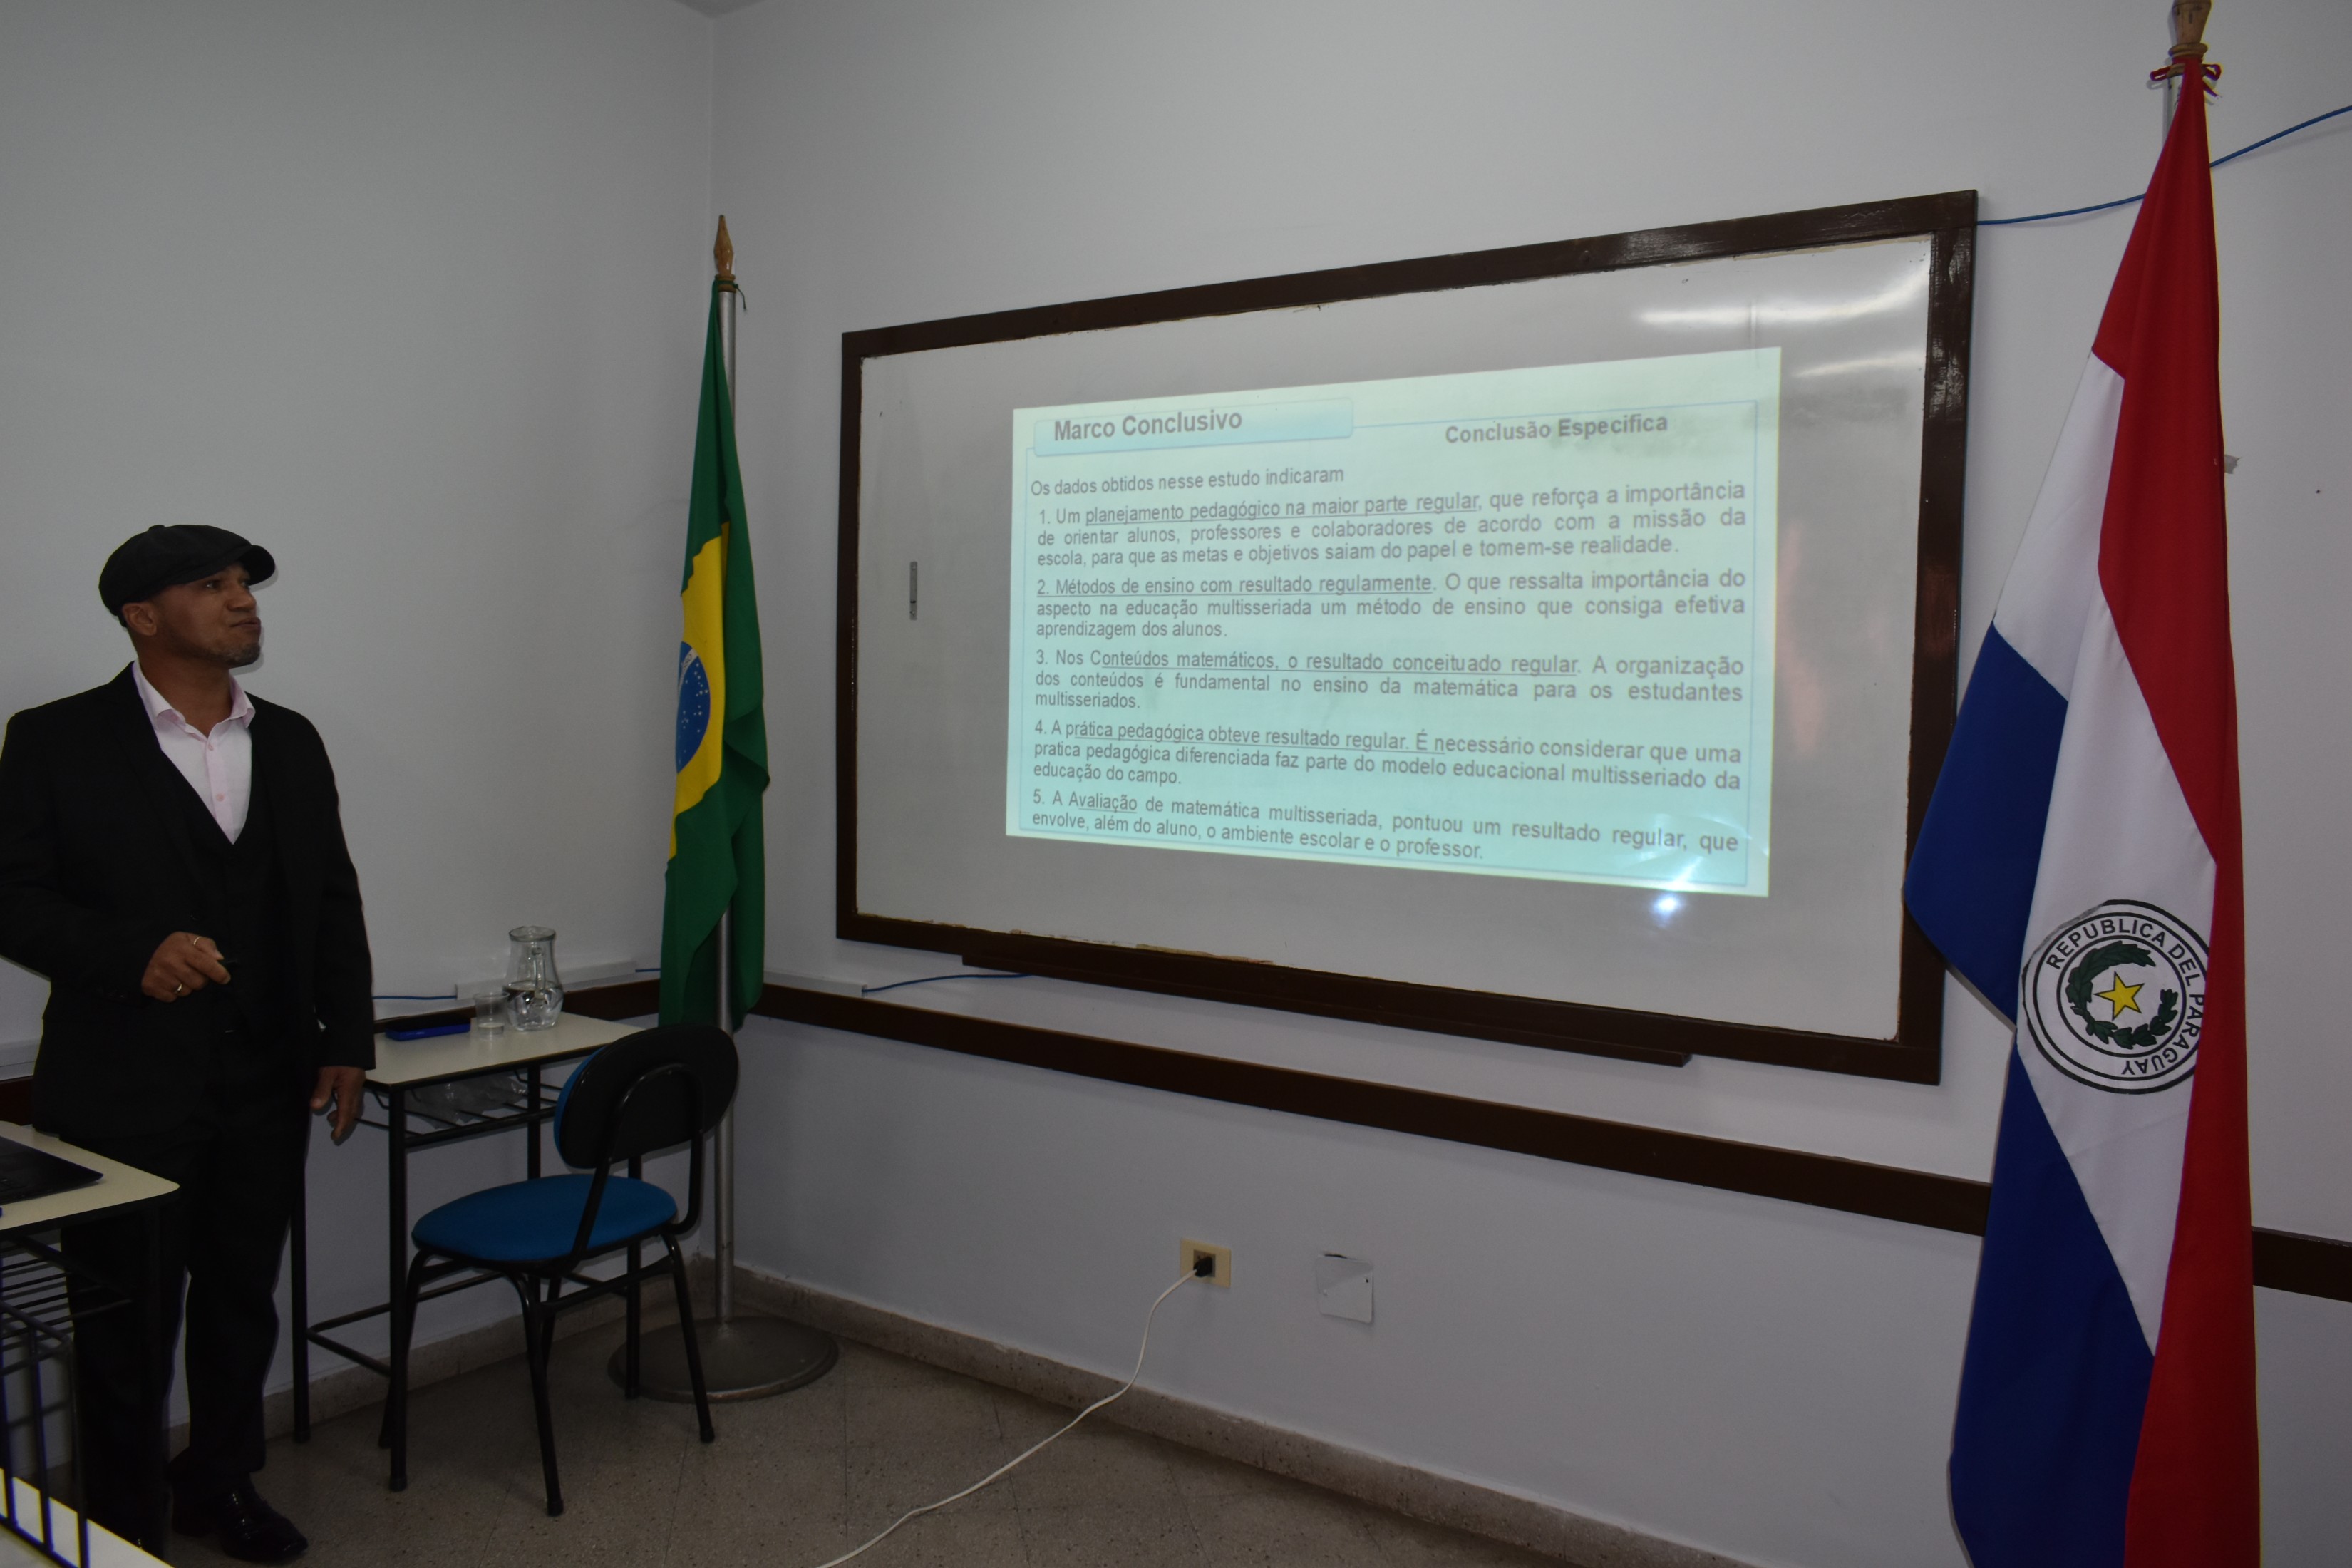 Marco Conclusivo
Conclusão Especifica
Os dados obtidos nesse estudo indicaram
1. Um planejamento pedagógico na maior parte regular, que reforça a importância
de orientar alunos, professores e colaboradores de acordo com a missão da
escola, para que as metas e objetivos saiam do papel e tornem-se realidade.
2. Métodos de ensino com resultado regularmente. O que ressalta importância do
aspecto na educação multisseriada um método de ensino que consiga efetiva
aprendizagem dos alunos.
3. Nos Conteúdos matemáticos, o resultado conceituado regular. A organização
dos conteúdos é fundamental no ensino da matemática para os estudantes
multisseriados.
4. A prática pedagógica obteve resultado regular. É necessário considerar que uma
pratica pedagógica diferenciada faz parte do modelo educacional multisseriado da
educação do campo.
5. A Avaliação de matemática multisseriada, pontuou um resultado regular, que
envolve, além do aluno, o ambiente escolar e o professor.
REPUBLICA DEL PARAGUAY